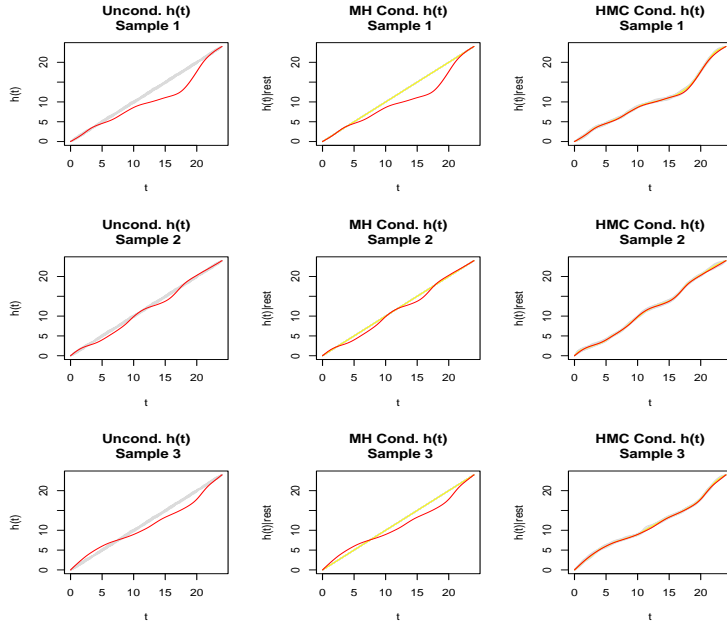 Uncond. h(t)
Sample 1
h(t)
0 5 10 20
0 5 10 15 20
t
MH Cond. h(t)
Sample 1
h(t)|rest
0 5 10 20
0 5 10 15 20
t
HMC Cond. h(t)
Sample 1
h(t)|rest
0 5 10 20
0 5 10 15 20
t
Uncond. h(t)
Sample 2
h(t)
0 5 10 20
0 5 10 15 20
t
MH Cond. h(t)
Sample 2
h(t)|rest
0 5 10 20
0 5 10 15 20
t
HMC Cond. h(t)
Sample 2
h(t)|rest
0 5 10 20
0 5 10 15 20
t
Uncond. h(t)
Sample 3
h(t)
0 5 10 20
0 5 10 15 20
t
MH Cond. h(t)
Sample 3
h(t)|rest
0 5 10 20
0 5 10 15 20
t
HMC Cond. h(t)
Sample 3
h(t)|rest
0 5 10 20
0 5 10 15 20
t